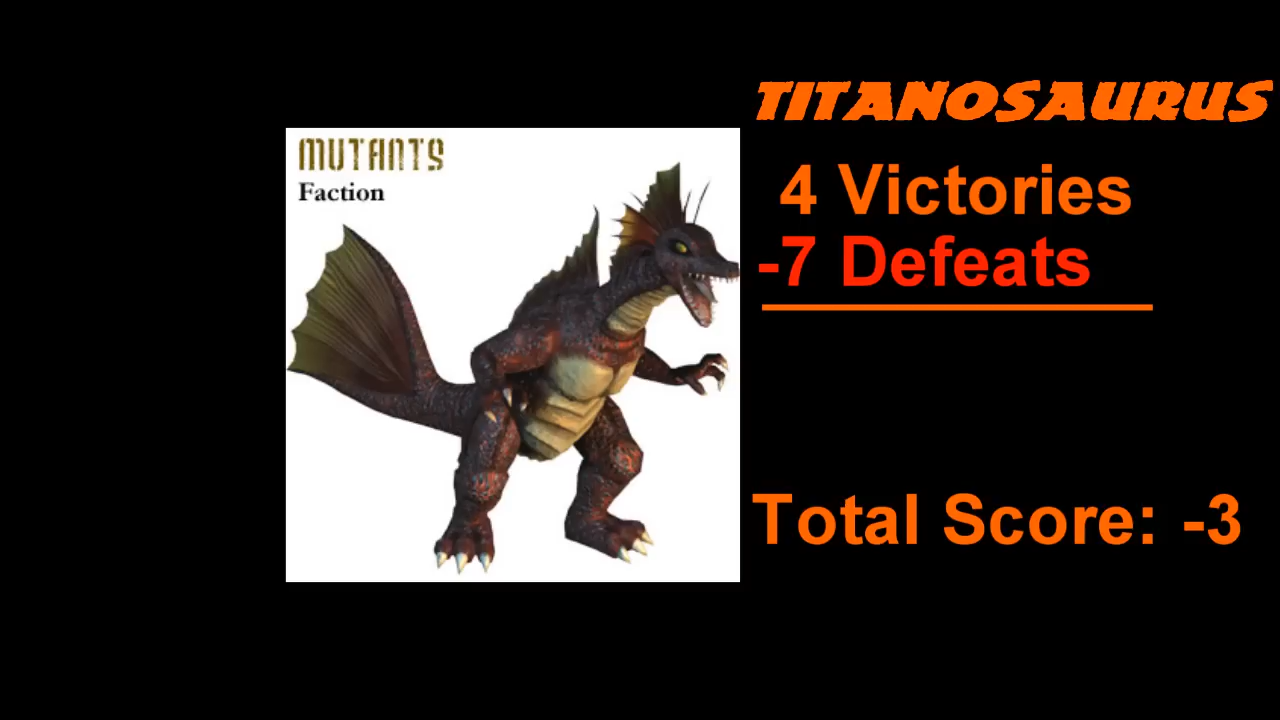 MUTANTS
Faction
TITANOSAURUS
4 Victories
-7 Defeats
Total Score: -3